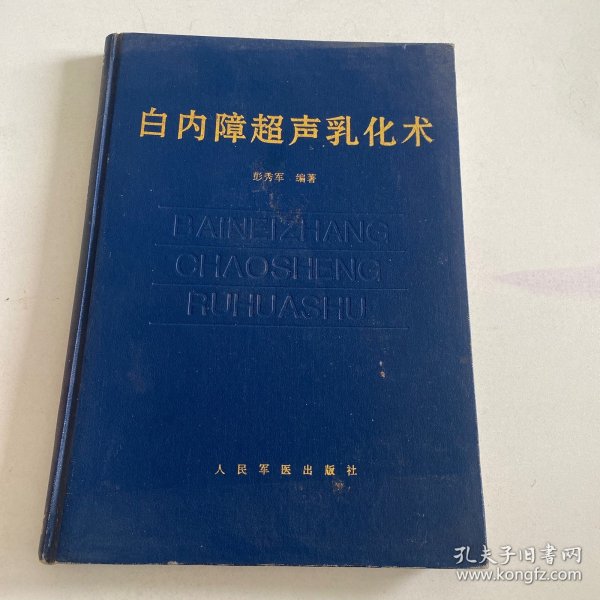 白内障超声乳化术
彭秀军 编著
BAINEIZHANG
CHAOSHENG
RUHUASHU
人民军医出版社
孔夫子旧书网
www.kongfz.com